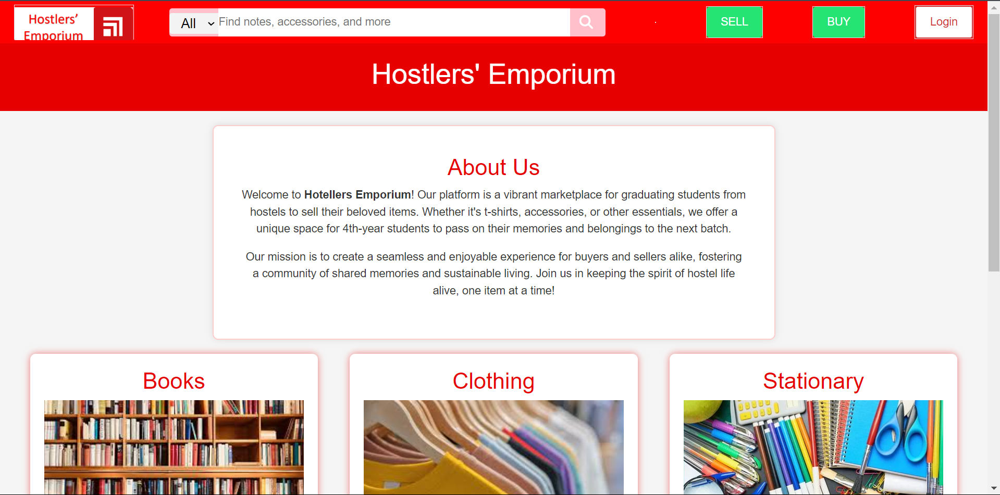 Hostlers’
Emporium
All
Find notes, accessories, and more
SELL
BUY
Login
Hostlers' Emporium
About Us
Welcome to Hotellers Emporium! Our platform is a vibrant marketplace for graduating students from
hostels to sell their beloved items. Whether it's t-shirts, accessories, or other essentials, we offer a
unique space for 4th-year students to pass on their memories and belongings to the next batch.
Our mission is to create a seamless and enjoyable experience for buyers and sellers alike, fostering
a community of shared memories and sustainable living. Join us in keeping the spirit of hostel life
alive, one item at a time!
Books
Clothing
Stationary